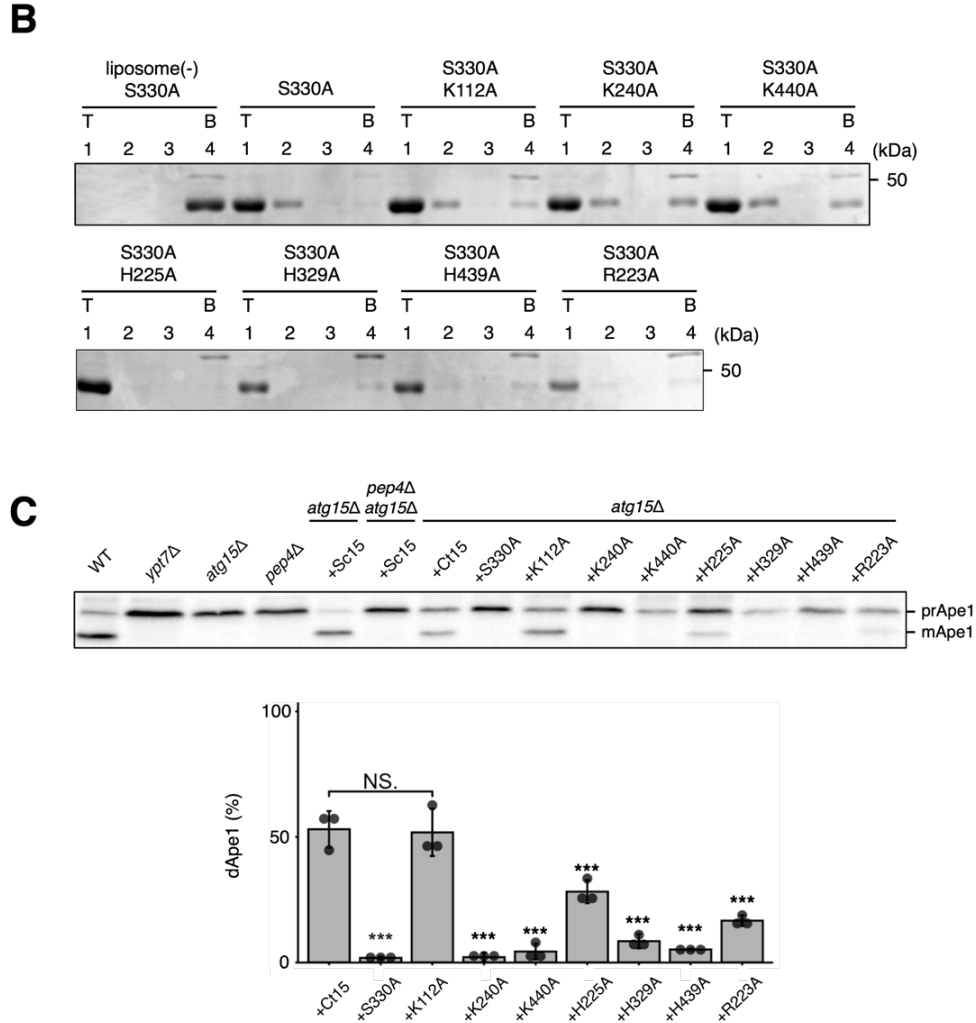 B
liposome(-) S330A S330A S330A
S330A S330A K112A K240A K440A
T B T B T B T B T B
1 2 3 4 1 2 3 4 1 2 3 4 1 2 3 4 1 2 3 4 (kDa)
50
S330A S330A S330A S330A
H225A H329A H439A R223A
T B T B T B T B
1 2 3 4 1 2 3 4 1 2 3 4 1 2 3 4 (kDa)
50
C
pep4Δ
atg15Δ atg15Δ atg15Δ
WT ypt7Δ atg15Δ pep4Δ +Sc15 +Sc15 +Ct15 +S330A +K112A +K240A +K440A +H225A +H329A +H439A +R223A
prApe1
mApe1
100
NS.
50
dApe1 (%)
*** *** *** *** *** *** ***
0
+Ct15 +S330A +K112A +K240A +K440A +H225A +H329A +H439A +R223A